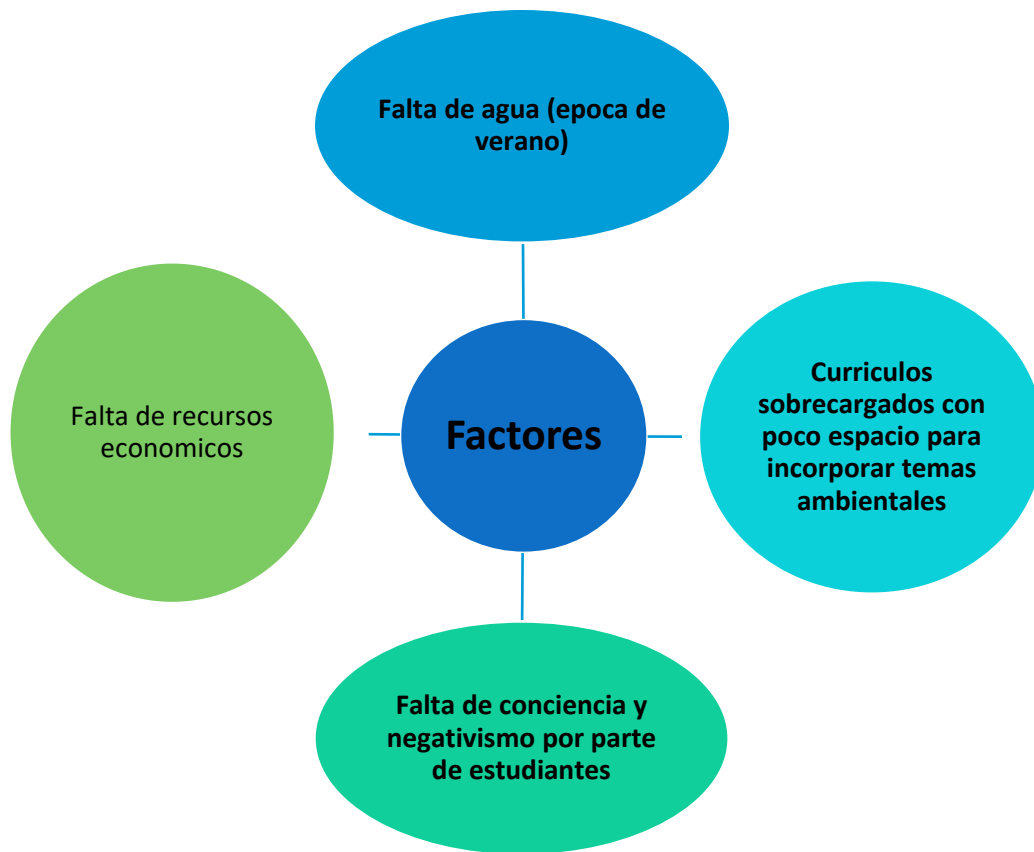 Falta de agua (epoca de
verano)
Falta de recursos
economicos
Factores
Curriculos
sobrecargados con
poco espacio para
incorporar temas
ambientales
Falta de conciencia y
negativismo por parte
de estudiantes